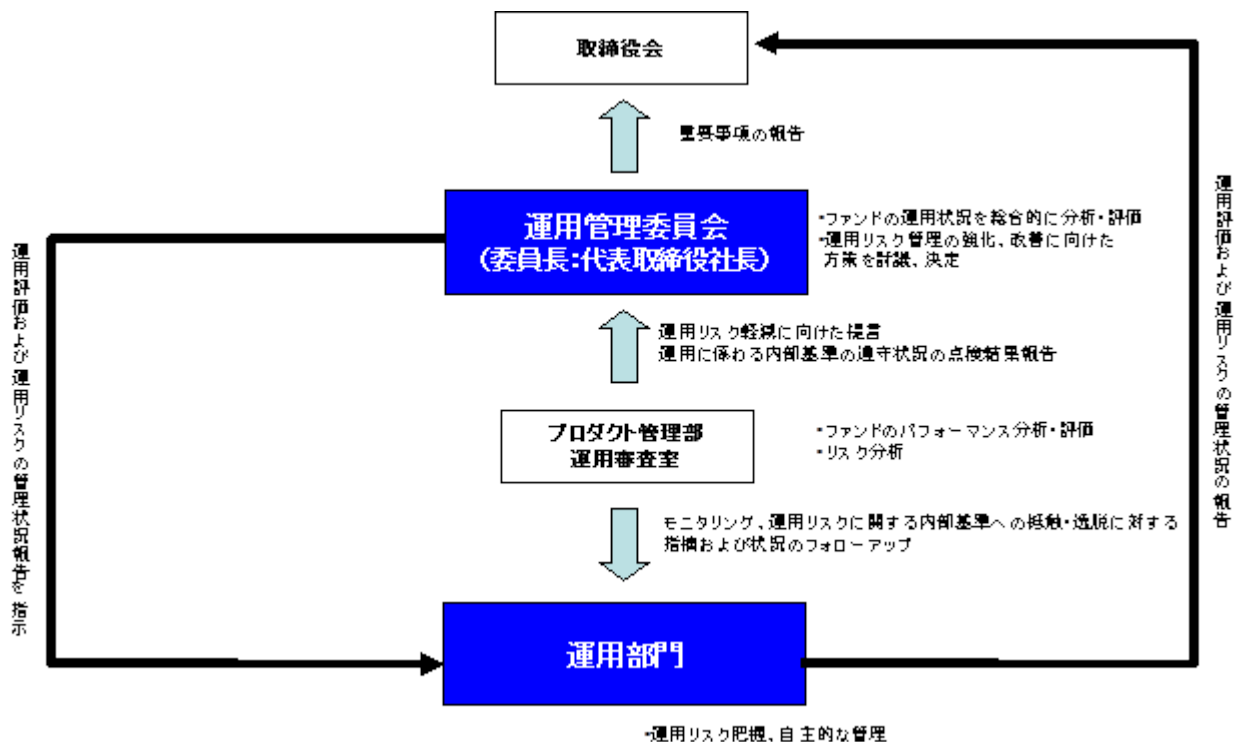 取締役会
重要事項の報告
運用管理委員会
(委員長:代表取締役社長)
・ファンドの運用状況を総合的に分析・評価
・運用リスク管理の強化、改善に向けた
方策を討議、決定
運用リスク軽減に向けた提言
運用に係わる内部基準の遵守状況の点検結果報告
プロダクト管理部
運用審査室
・ファンドのパフォーマンス分析・評価
・リスク分析
モニタリング、運用リスクに関する内部基準への抵触・逸脱に対する
指摘および状況のフォローアップ
運用部門
・運用リスク把握、自主的な管理
運用評価および運用リスクの管理状況報告を指示
運用評価および運用リスクの管理状況の報告